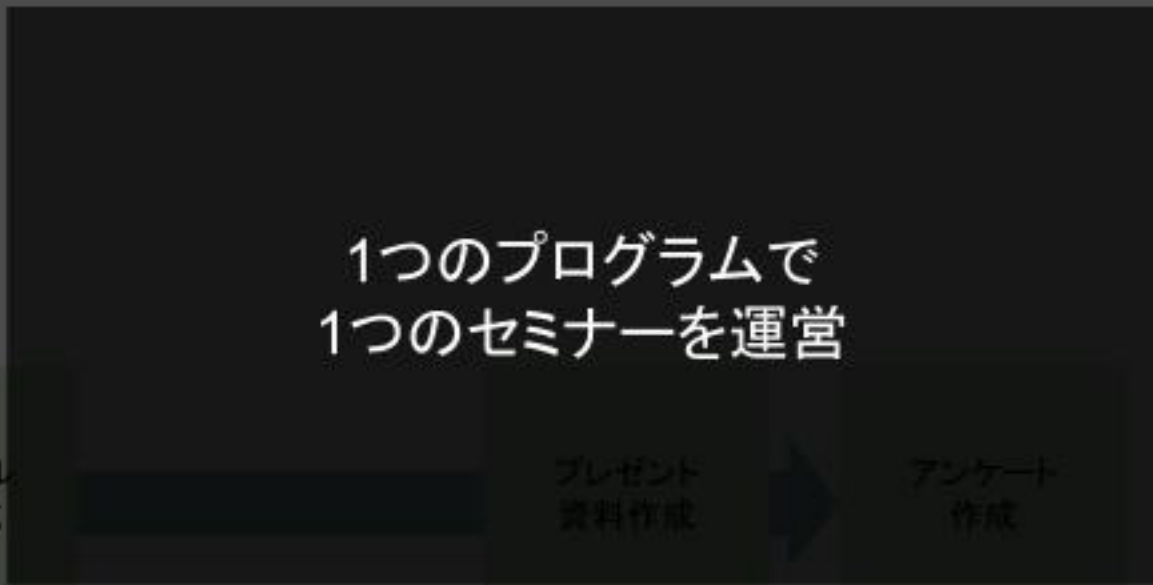 1つのプログラムで
1つのセミナーを運営
プレゼント
資料作成
アンケート
作成